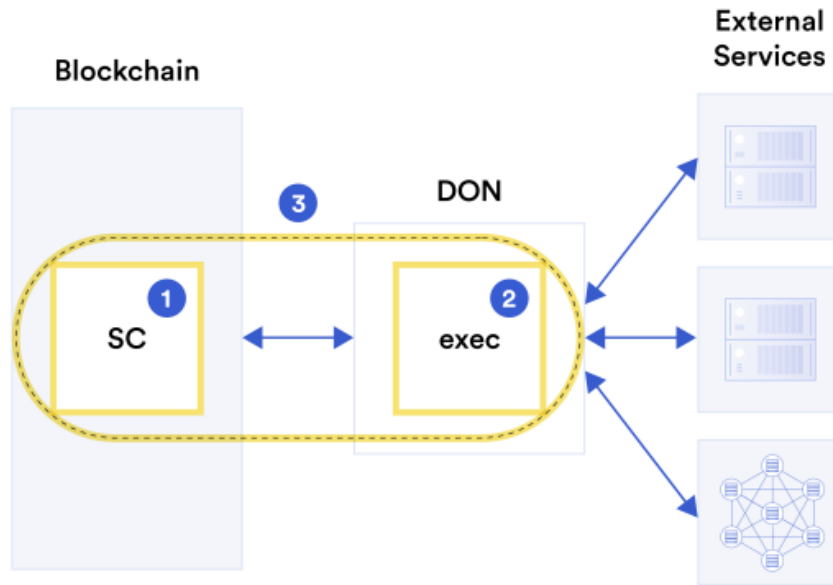 External
Services
Blockchain
DON
3
1
2
SC
exec